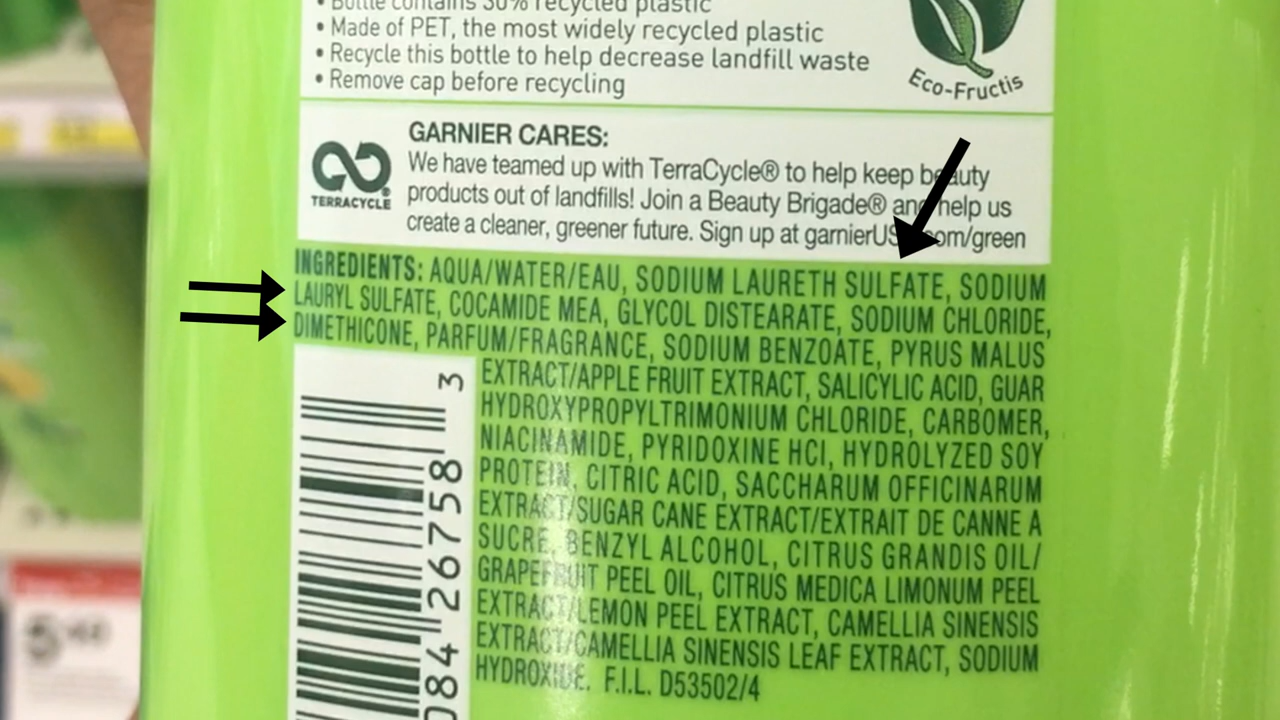 • Bottle contains 50% recycled plastic
• Made of PET, the most widely recycled plastic
• Recycle this bottle to help decrease landfill waste
• Remove cap before recycling
Eco-Fructis
GARNIER CARES:
We have teamed up with TerraCycle® to help keep beauty
products out of landfills! Join a Beauty Brigade® and help us
create a cleaner, greener future. Sign up at garnierUSA.com/green
TERRACYCLE®
INGREDIENTS: AQUA/WATER/EAU, SODIUM LAURETH SULFATE, SODIUM
LAURYL SULFATE, COCAMIDE MEA, GLYCOL DISTEARATE, SODIUM CHLORIDE,
DIMETHICONE, PARFUM/FRAGRANCE, SODIUM BENZOATE, PYRUS MALUS
EXTRACT/APPLE FRUIT EXTRACT, SALICYLIC ACID, GUAR
HYDROXYPROPYLTRIMONIUM CHLORIDE, CARBOMER,
NIACINAMIDE, PYRIDOXINE HCl, HYDROLYZED SOY
PROTEIN, CITRIC ACID, SACCHARUM OFFICINARUM
EXTRACT/SUGAR CANE EXTRACT/EXTRAIT DE CANNE A
SUCRE, BENZYL ALCOHOL, CITRUS GRANDIS OIL/
GRAPEFRUIT PEEL OIL, CITRUS MEDICA LIMONUM PEEL
EXTRACT/LEMON PEEL EXTRACT, CAMELLIA SINENSIS
EXTRACT/CAMELLIA SINENSIS LEAF EXTRACT, SODIUM
HYDROXIDE. F.I.L. D53502/4
084 26758 3